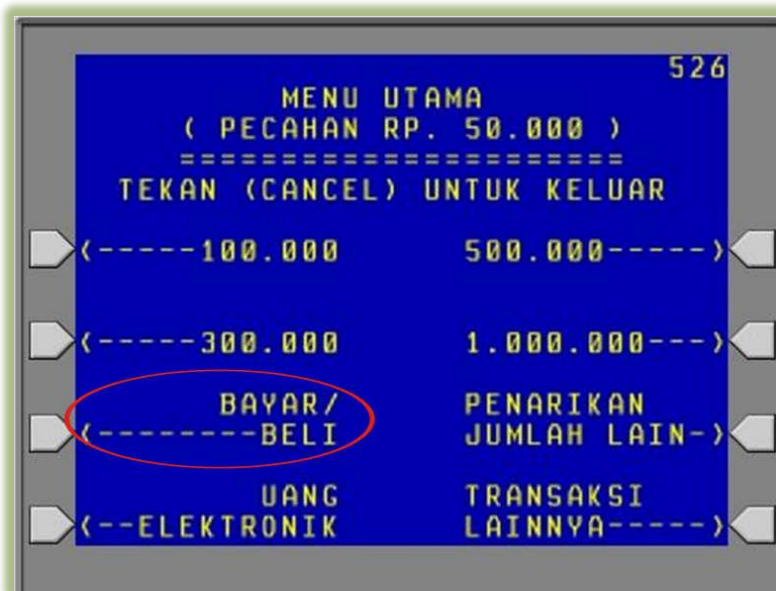 526
MENU UTAMA
( PECAHAN RP. 50.000 )
======================
TEKAN (CANCEL) UNTUK KELUAR
<-----100.000 500.000----->
<-----300.000 1.000.000--->
BAYAR/ PENARIKAN
<--------BELI JUMLAH LAIN->
UANG TRANSAKSI
<--ELEKTRONIK LAINNYA----->